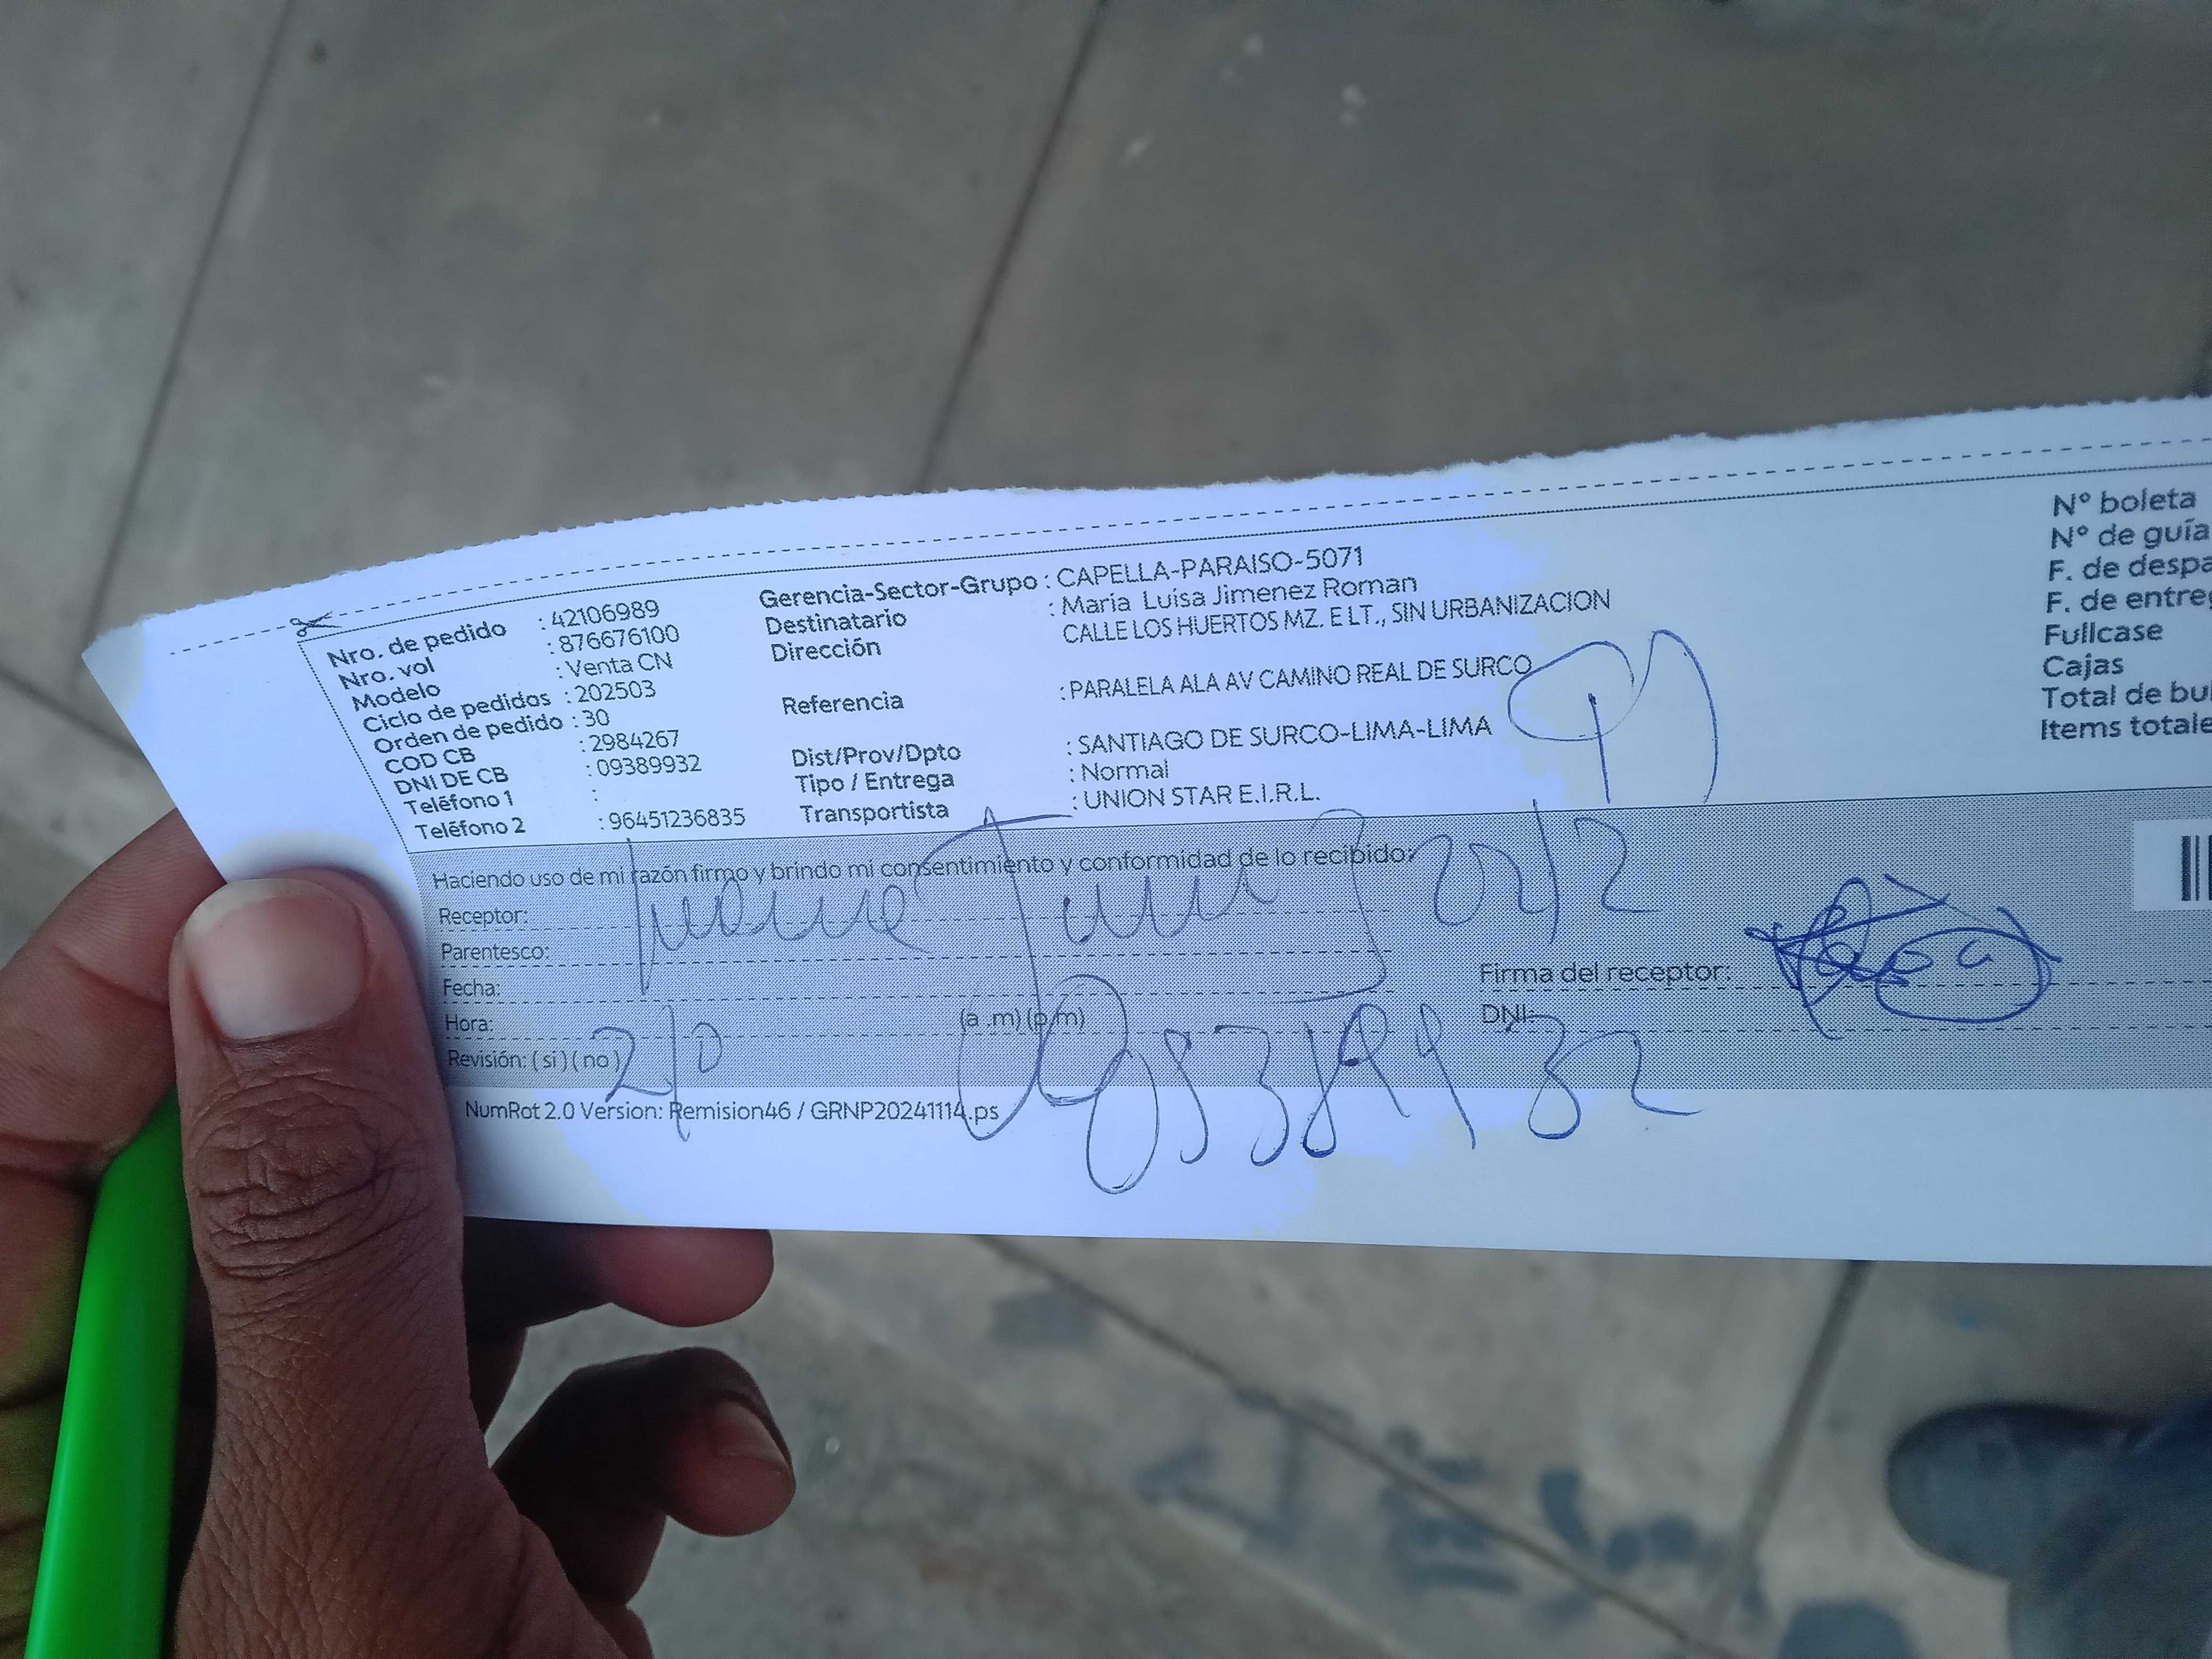 Nro. de pedido : 42106989
Nro. vol : 876676100
Modelo : Venta CN
Ciclo de pedidos : 202503
Orden de pedido : 30
COD CB : 2984267
DNI DE CB : 09389932
Teléfono 1 :
Teléfono 2 : 96451236835
Gerencia-Sector-Grupo : CAPELLA-PARAISO-5071
Destinatario : Maria Luisa Jimenez Roman
Dirección CALLE LOS HUERTOS MZ. E LT., SIN URBANIZACION
Referencia : PARALELA ALA AV CAMINO REAL DE SURCO
Dist/Prov/Dpto : SANTIAGO DE SURCO-LIMA-LIMA
Tipo / Entrega : Normal
Transportista : UNION STAR E.I.R.L.
N° boleta
N° de guía
F. de despa
F. de entreg
Fullcase
Cajas
Total de bul
Items totale
Haciendo uso de mi razón firmo y brindo mi consentimiento y conformidad de lo recibido:
Receptor:
Parentesco:
Fecha:
Hora: (a .m) (p.m)
Revisión: ( si ) ( no )
Firma del receptor:
DNI:
NumRot 2.0 Version: Remision46 / GRNP20241114.ps